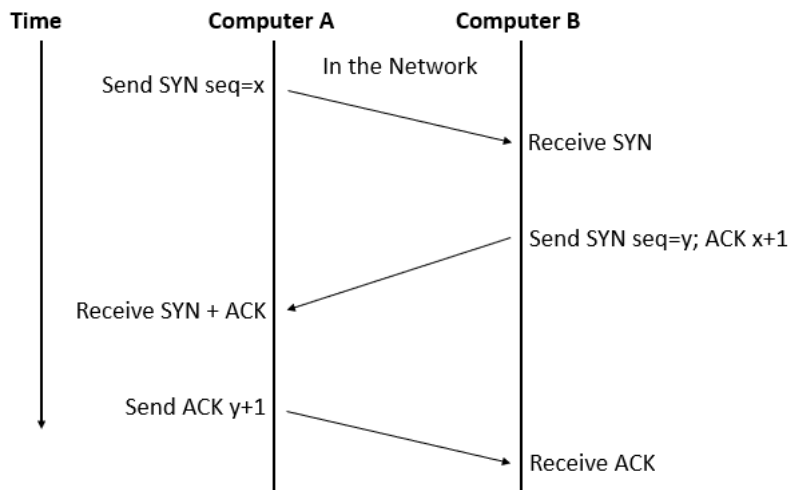 Time
Computer A
Computer B
In the Network
Send SYN seq=x
Receive SYN
Send SYN seq=y; ACK x+1
Receive SYN + ACK
Send ACK y+1
Receive ACK